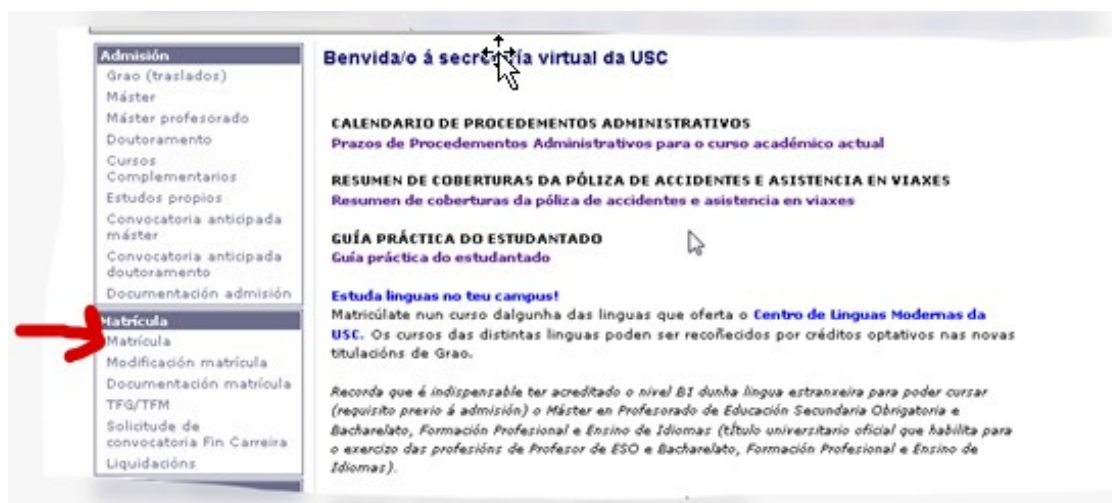 Admisión
Grao (traslados)
Máster
Máster profesorado
Doutoramento
Cursos
Complementarios
Estudos propios
Convocatoria anticipada
máster
Convocatoria anticipada
doutoramento
Documentación admisión
Matrícula
Matrícula
Modificación matrícula
Documentación matrícula
TFG/TFM
Solicitude de
convocatoria Fin Carreira
Liquidacións
Benvida/o á secretaría virtual da USC
CALENDARIO DE PROCEDEMENTOS ADMINISTRATIVOS
Prazos de Procedementos Administrativos para o curso académico actual
RESUMEN DE COBERTURAS DA PÓLIZA DE ACCIDENTES E ASISTENCIA EN VIAXES
Resumen de coberturas da póliza de accidentes e asistencia en viaxes
GUÍA PRÁCTICA DO ESTUDANTADO
Guía práctica do estudantado
Estuda linguas no teu campus!
Matricúlate nun curso dalgunha das linguas que oferta o Centro de Linguas Modernas da
USC. Os cursos das distintas linguas poden ser recoñecidos por créditos optativos nas novas
titulacións de Grao.
Recorda que é indispensable ter acreditado o nivel B1 dunha lingua estranxeira para poder cursar
(requisito previo á admisión) o Máster en Profesorado de Educación Secundaria Obrigatoria e
Bacharelato, Formación Profesional e Ensino de Idiomas (título universitario oficial que habilita para
o exercizo das profesións de Profesor de ESO e Bacharelato, Formación Profesional e Ensino de
Idiomas).